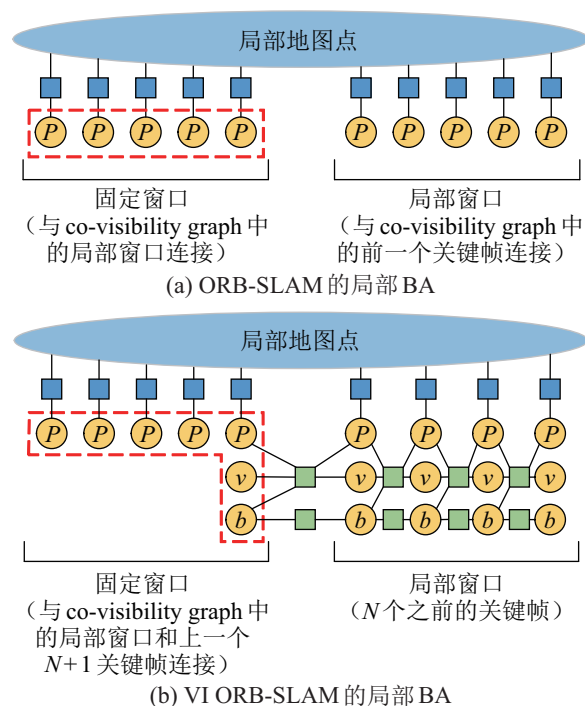 局部地图点
P P P P P P P P P P
固定窗口
（与 co-visibility graph 中
的局部窗口连接）
局部窗口
（与 co-visibility graph 中
的前一个关键帧连接）
(a) ORB-SLAM 的局部 BA
局部地图点
P P P P P P P P P
v v v v v
b b b b b
固定窗口
（与 co-visibility graph 中
的局部窗口和上一个
N+1 关键帧连接）
局部窗口
（N个之前的关键帧）
(b) VI ORB-SLAM 的局部 BA